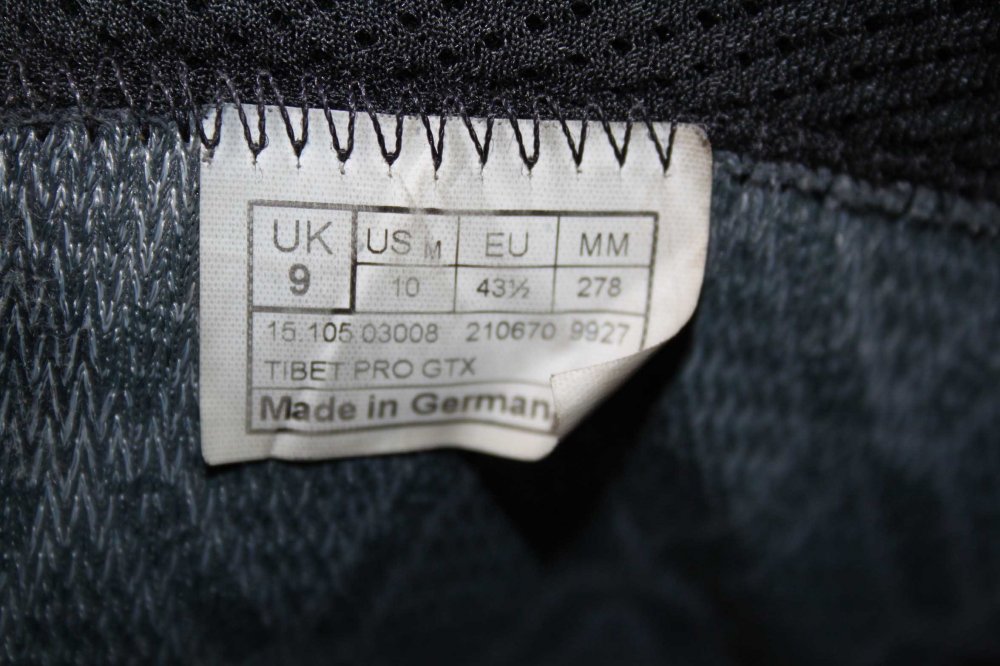 UK US M EU MM
9 10 43½ 278
15.105.03008 210670 9927
TIBET PRO GTX
Made in German